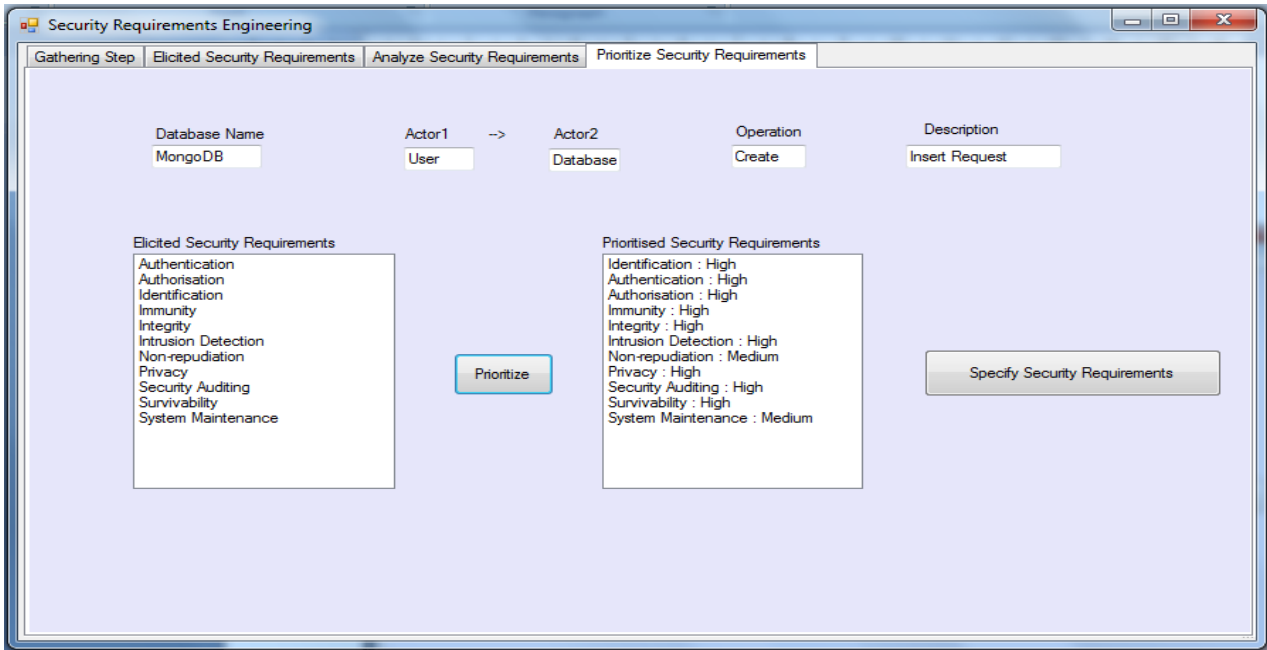 Security Requirements Engineering
Gathering Step Elicited Security Requirements Analyze Security Requirements Prioritize Security Requirements
Database Name Actor1 --> Actor2 Operation Description
MongoDB User Database Create Insert Request
Elicited Security Requirements
Authentication
Authorisation
Identification
Immunity
Integrity
Intrusion Detection
Non-repudiation
Privacy
Security Auditing
Survivability
System Maintenance
Prioritize
Prioritised Security Requirements
Identification : High
Authentication : High
Authorisation : High
Immunity : High
Integrity : High
Intrusion Detection : High
Non-repudiation : Medium
Privacy : High
Security Auditing : High
Survivability : High
System Maintenance : Medium
Specify Security Requirements